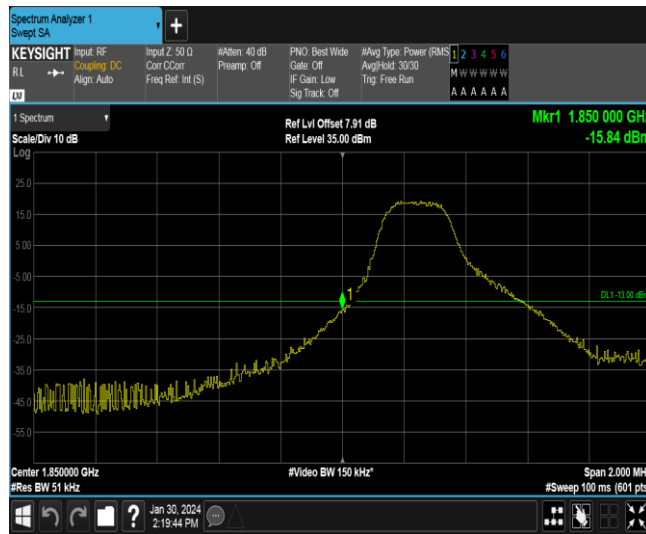 Spectrum Analyzer 1
Swept SA
KEYSIGHT
RL
LXI
Input: RF
Coupling: DC
Align: Auto
Input Z: 50 Ω
Corr CCorr
Freq Ref: Int (S)
#Atten: 40 dB
Preamp: Off
PNO: Best Wide
Gate: Off
IF Gain: Low
Sig Track: Off
#Avg Type: Power (RMS
Avg|Hold: 30/30
Trig: Free Run
1 2 3 4 5 6
M W W W W W
A A A A A A
1 Spectrum
Scale/Div 10 dB
Log
Ref Lvl Offset 7.91 dB
Ref Level 35.00 dBm
Mkr1 1.850 000 GHz
-15.84 dBm
25.0
15.0
5.00
-5.00
-15.0
-25.0
-35.0
-45.0
-55.0
1
DL1 -13.00 dBm
Center 1.850000 GHz
#Res BW 51 kHz
#Video BW 150 kHz*
Span 2.000 MH
#Sweep 100 ms (601 pts
?
Jan 30, 2024
2:19:44 PM